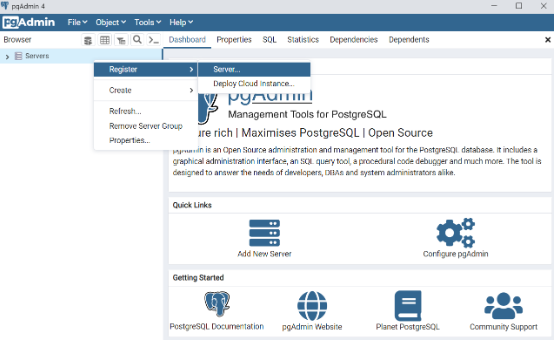 pgAdmin 4
pgAdmin File Object Tools Help
Browser Dashboard Properties SQL Statistics Dependencies Dependents
Servers
Register Server...
Deploy Cloud Instance...
Create
Refresh...
Remove Server Group
Properties...
pgAdmin
Management Tools for PostgreSQL
rich | Maximises PostgreSQL | Open Source
pgAdmin is an Open Source administration and management tool for the PostgreSQL database. It includes a
graphical administration interface, an SQL query tool, a procedural code debugger and much more. The tool is
designed to answer the needs of developers, DBAs and system administrators alike.
Quick Links
Add New Server Configure pgAdmin
Getting Started
PostgreSQL Documentation pgAdmin Website Planet PostgreSQL Community Support